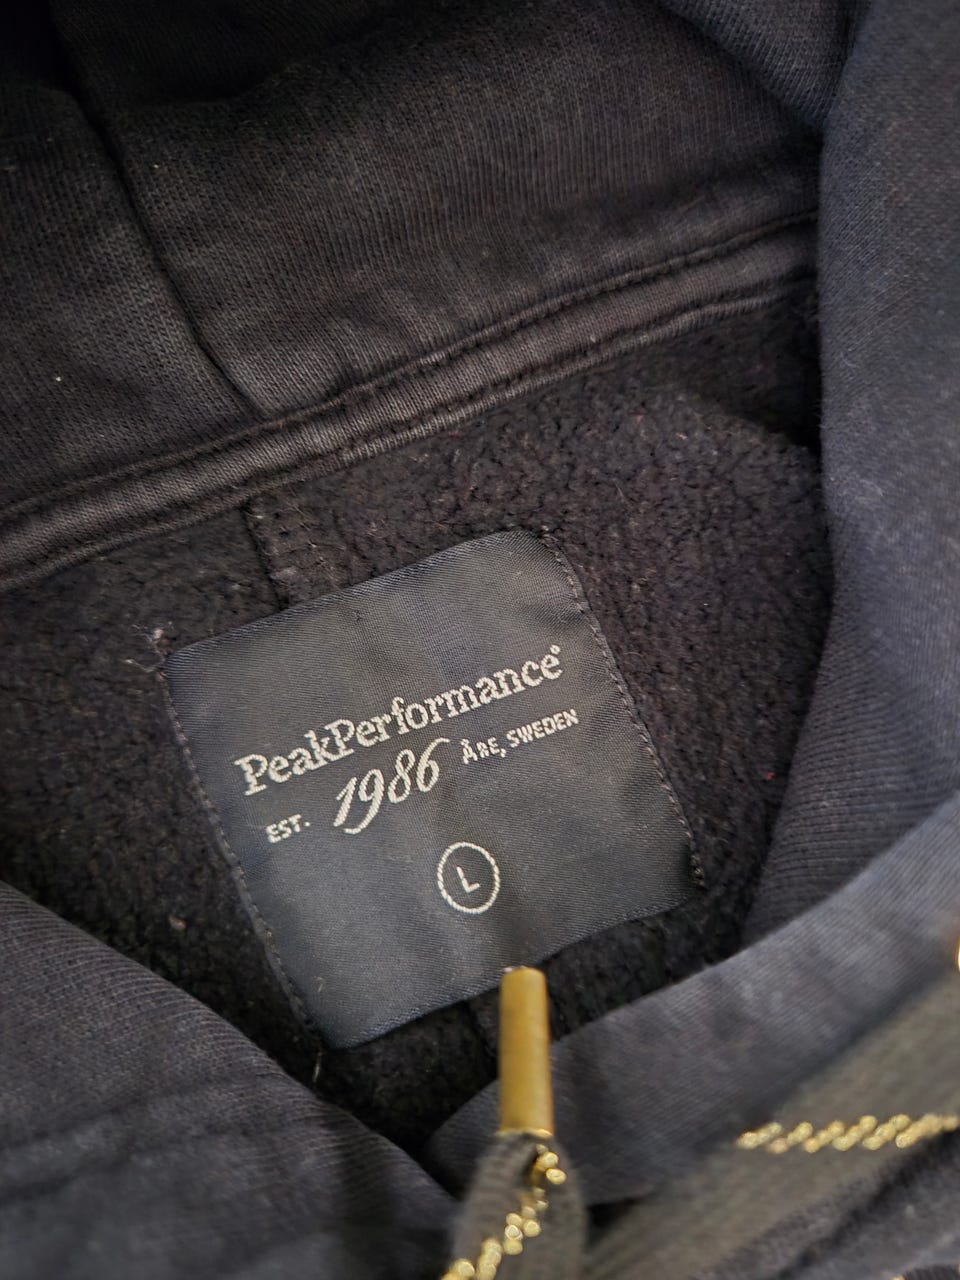 PeakPerformance®
EST. 1986 ÅRE, SWEDEN
L